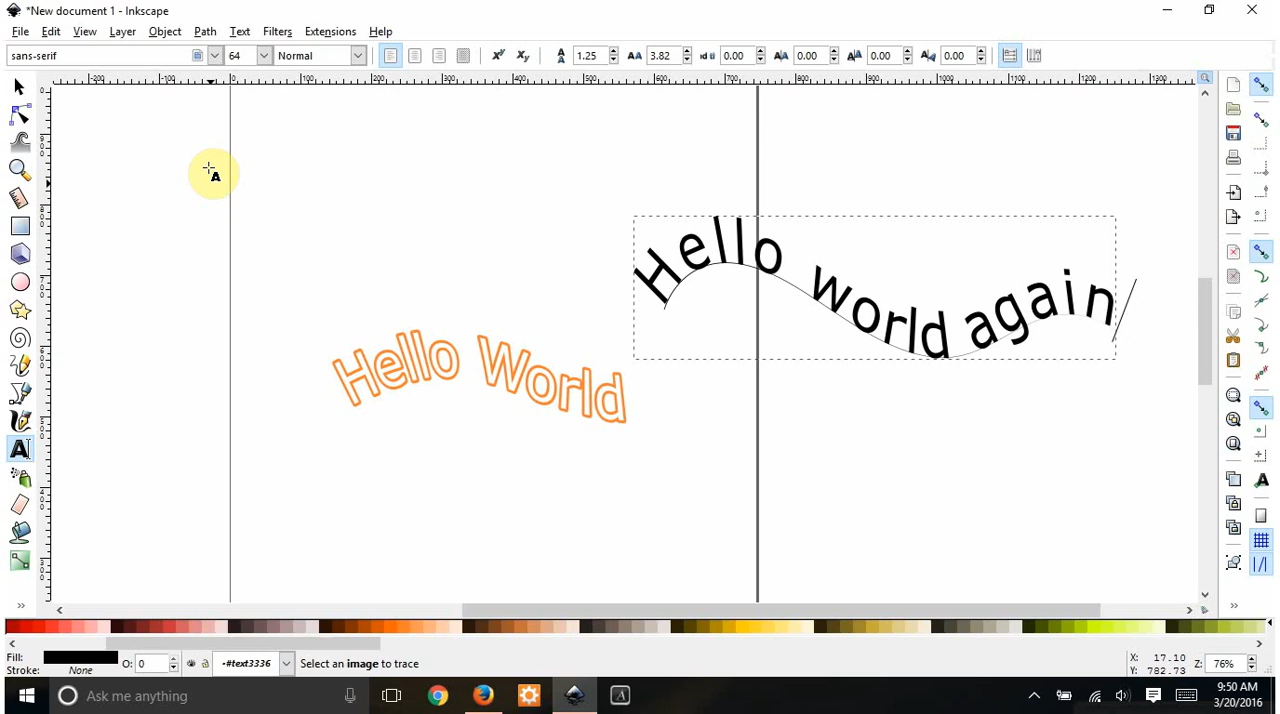 *New document 1 - Inkscape
File Edit View Layer Object Path Text Filters Extensions Help
sans-serif 64 Normal 1.25 3.82 0.00 0.00 0.00 0.00
Hello world again
Hello World
Fill:
Stroke: None
O: 0
#text3336
Select an image to trace
X: 17.10
Y: 782.73
Z: 76%
Ask me anything
9:50 AM
3/20/2016